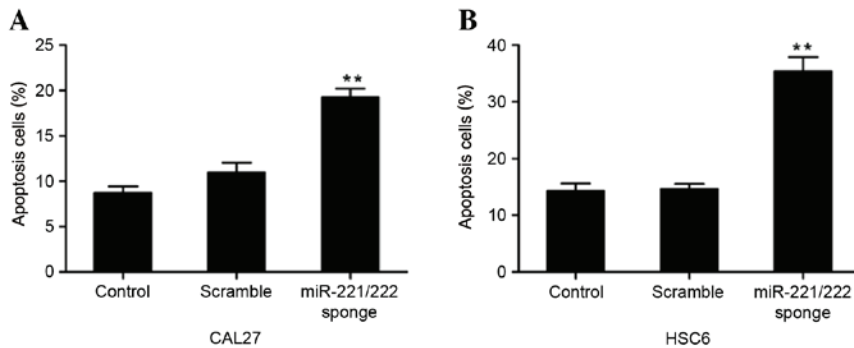 A
Apoptosis cells (%)
25
20
15
10
5
0
**
Control
Scramble
miR-221/222
sponge
CAL27
B
Apoptosis cells (%)
40
30
20
10
0
**
Control
Scramble
miR-221/222
sponge
HSC6